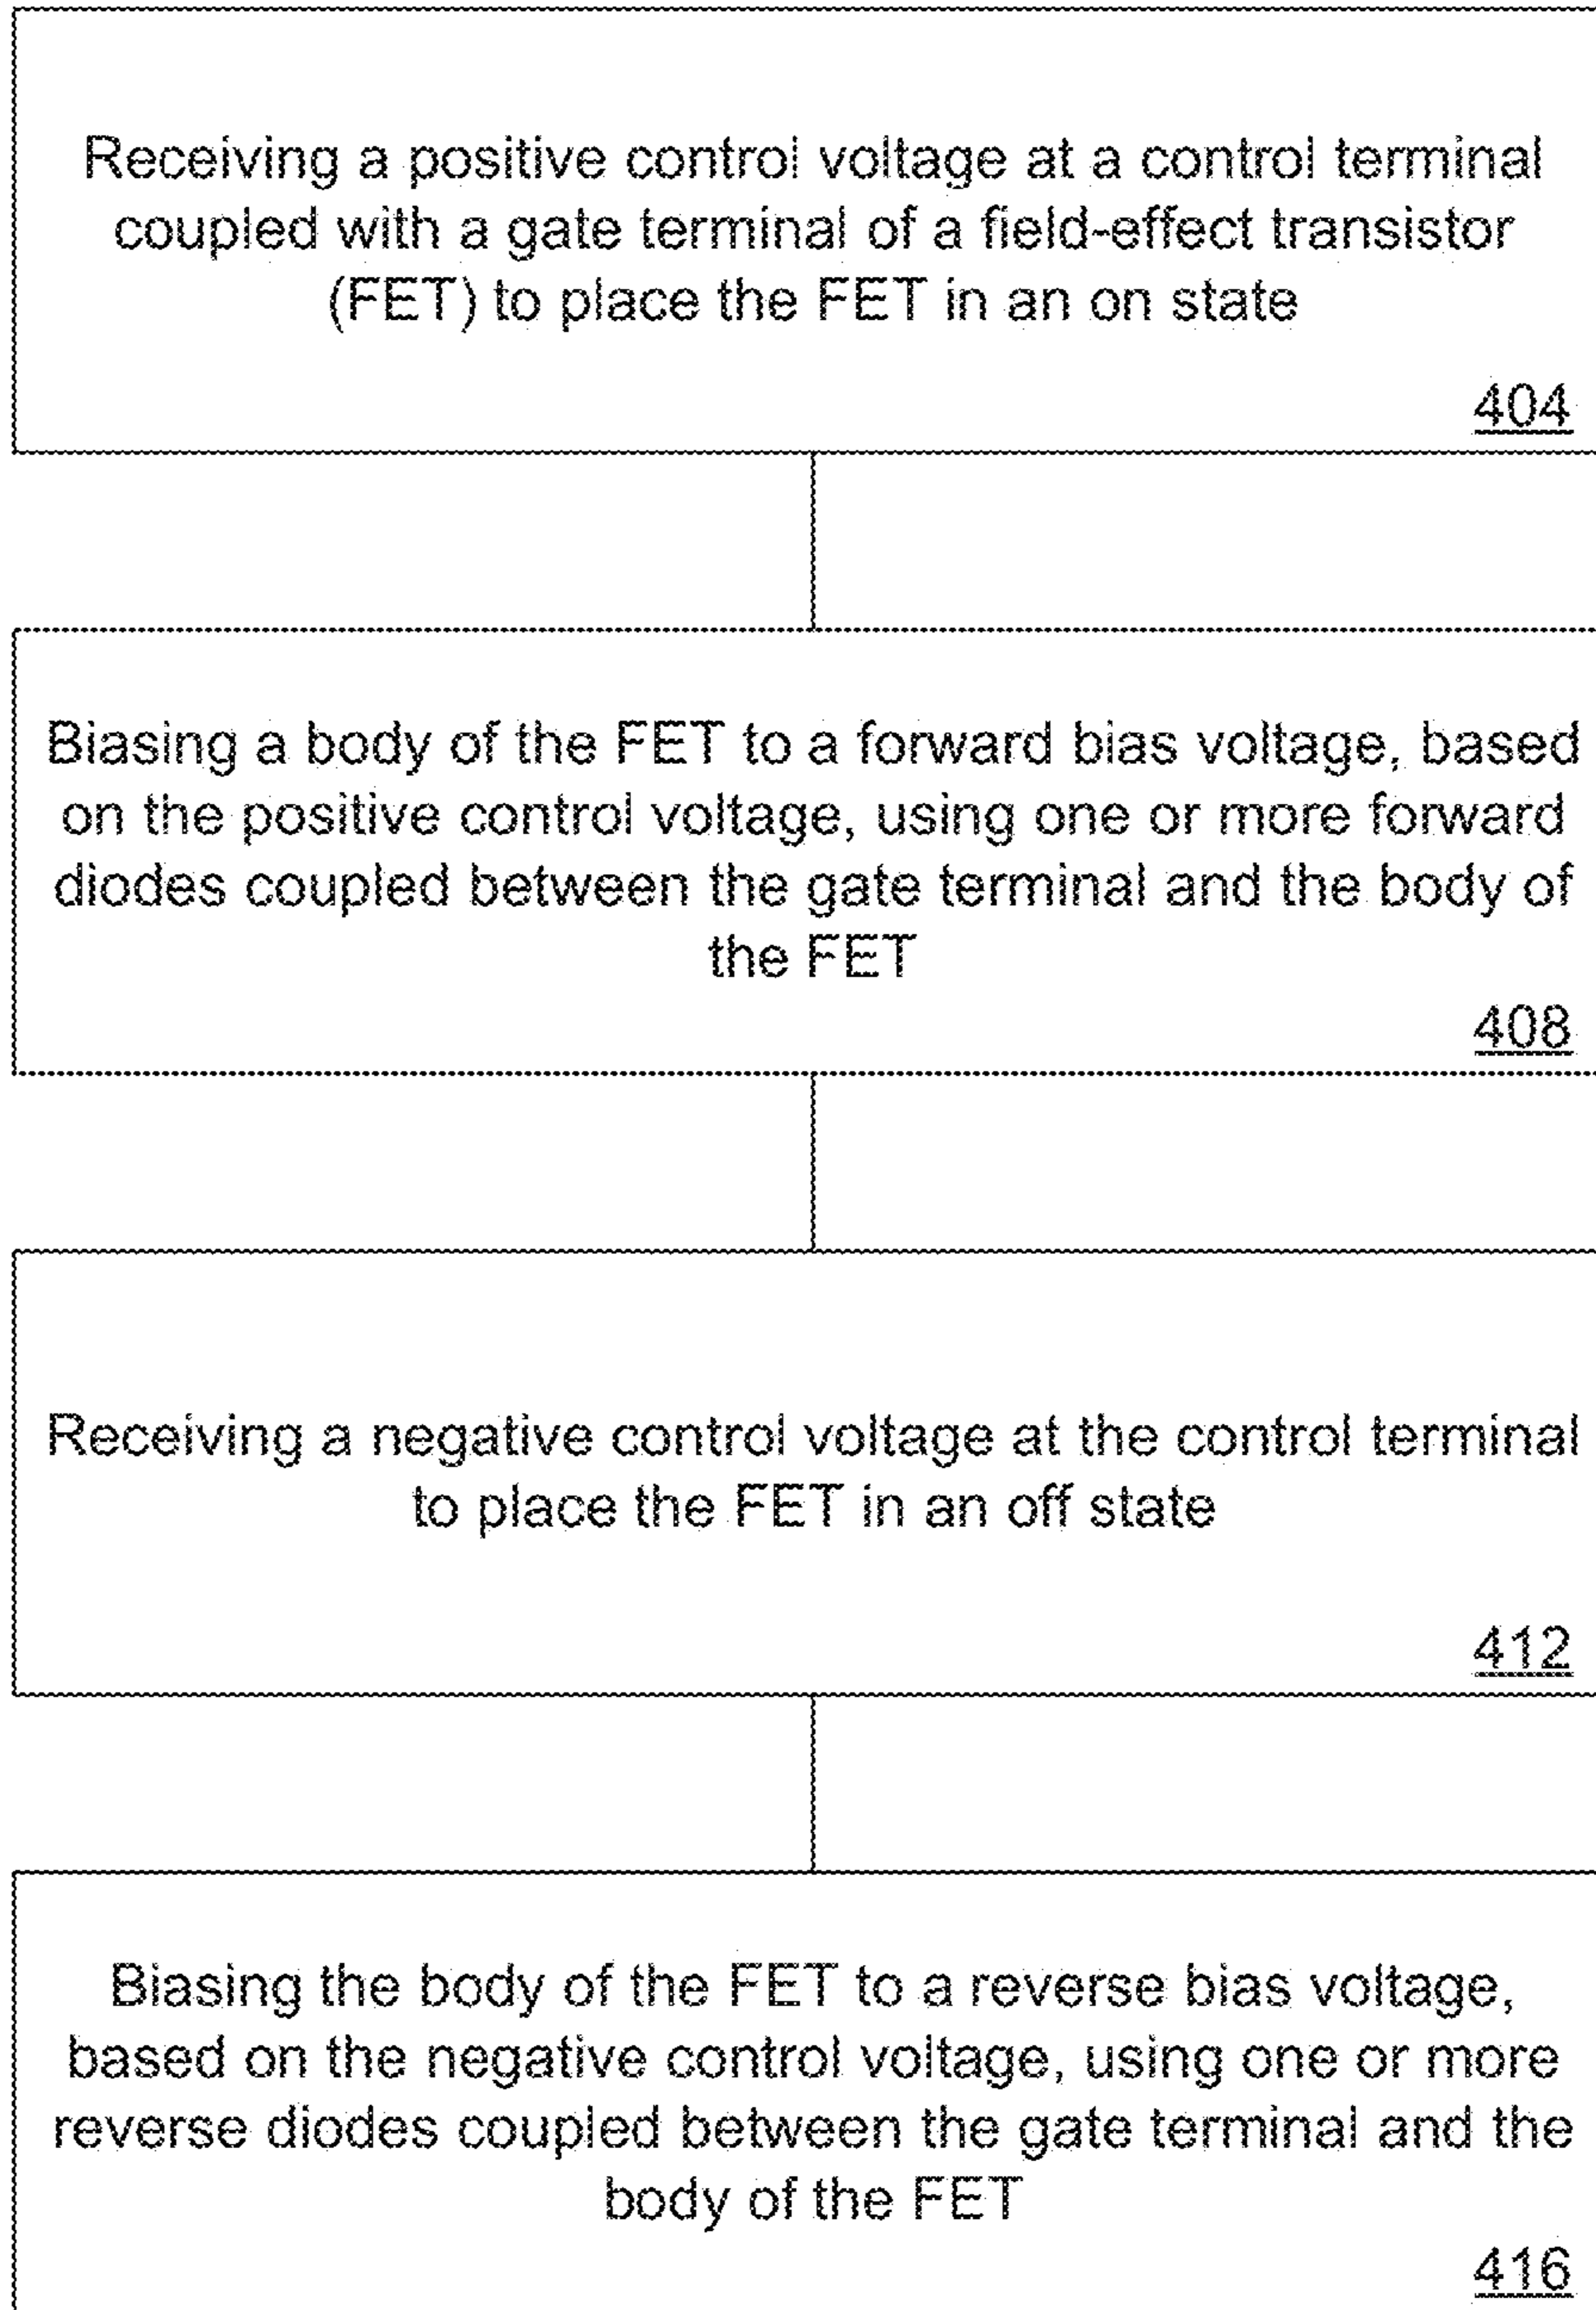 Receiving a positive control voltage at a control terminal
coupled with a gate terminal of a field-effect transistor
(FET) to place the FET in an on state
404
Biasing a body of the FET to a forward bias voltage, based
on the positive control voltage, using one or more forward
diodes coupled between the gate terminal and the body of
the FET
408
Receiving a negative control voltage at the control terminal
to place the FET in an off state
412
Biasing the body of the FET to a reverse bias voltage,
based on the negative control voltage, using one or more
reverse diodes coupled between the gate terminal and the
body of the FET
416